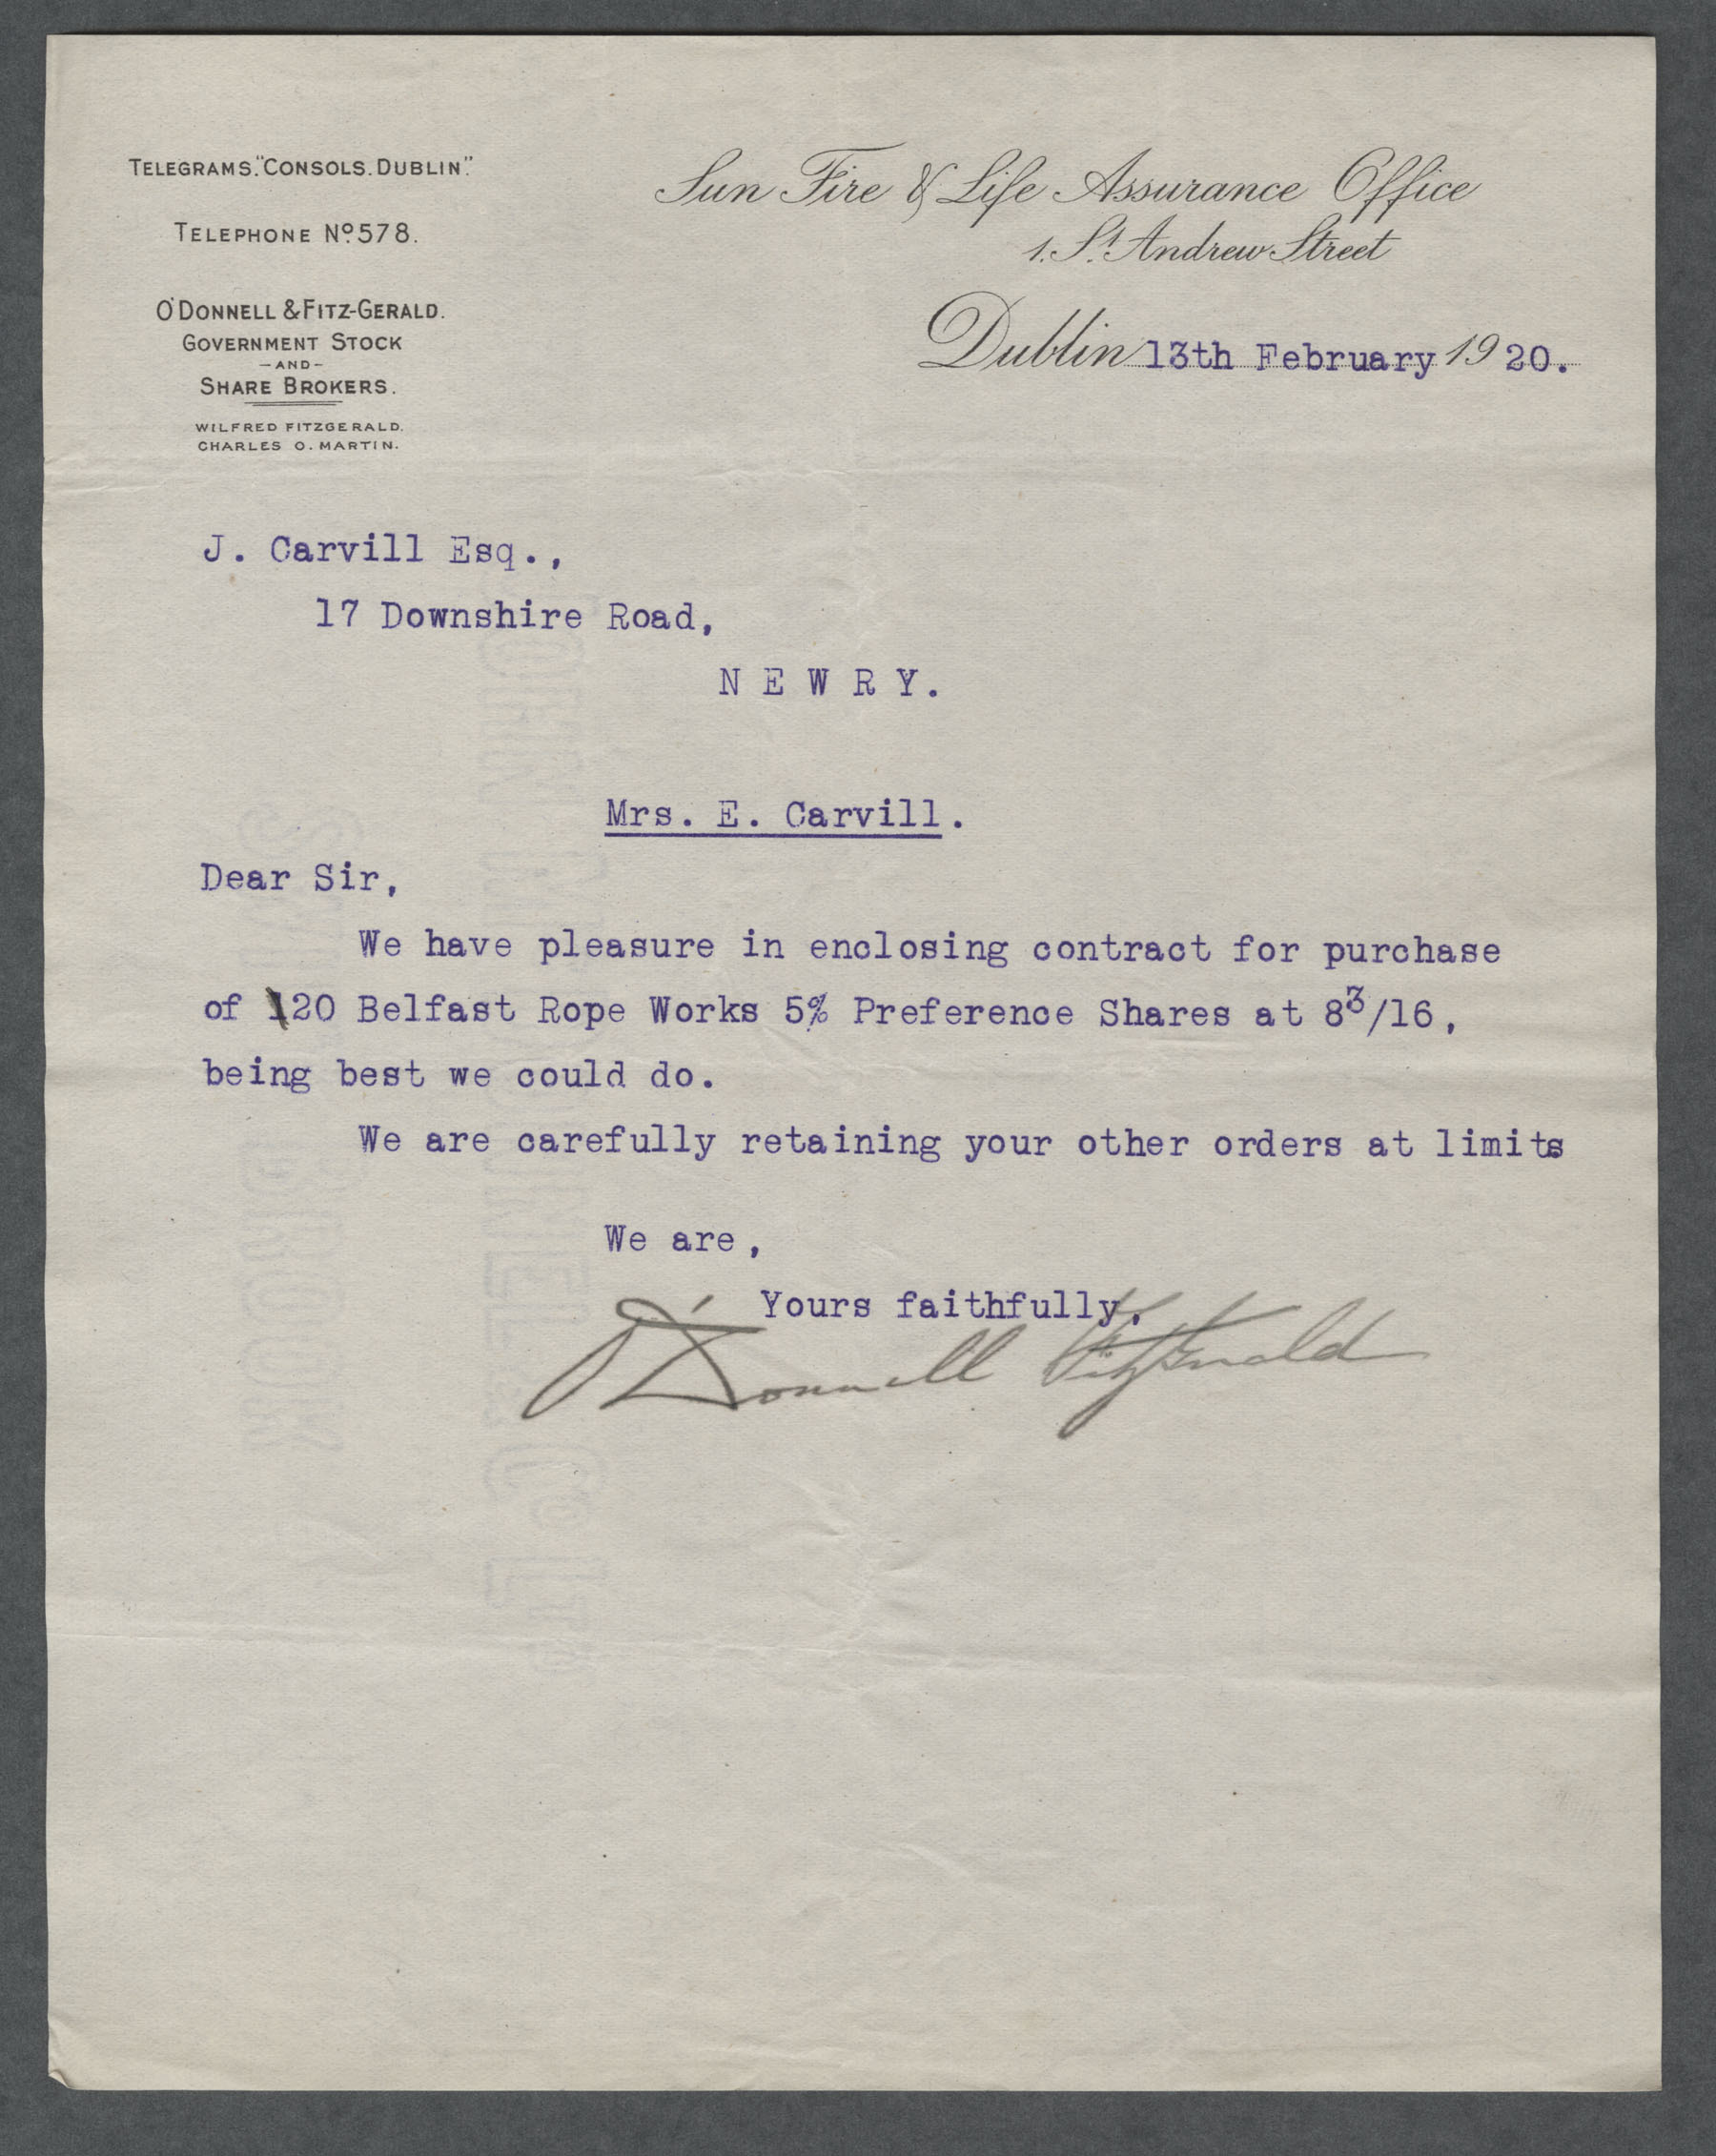 TELEGRAMS. "CONSOLS. DUBLIN."
TELEPHONE Nº 578.
O'DONNELL & FITZ-GERALD.
GOVERNMENT STOCK
-AND-
SHARE BROKERS.
WILFRED FITZGERALD.
CHARLES O. MARTIN.
Sun Fire & Life Assurance Office
1. St. Andrew Street
Dublin 13th February 1920.
J. Carvill Esq.,
17 Downshire Road,
N E W R Y.
Mrs. E. Carvill.
Dear Sir,
We have pleasure in enclosing contract for purchase
of 120 Belfast Rope Works 5% Preference Shares at 8 3/16,
being best we could do.
We are carefully retaining your other orders at limits
We are,
Yours faithfully,
O'Donnell Fitzgerald